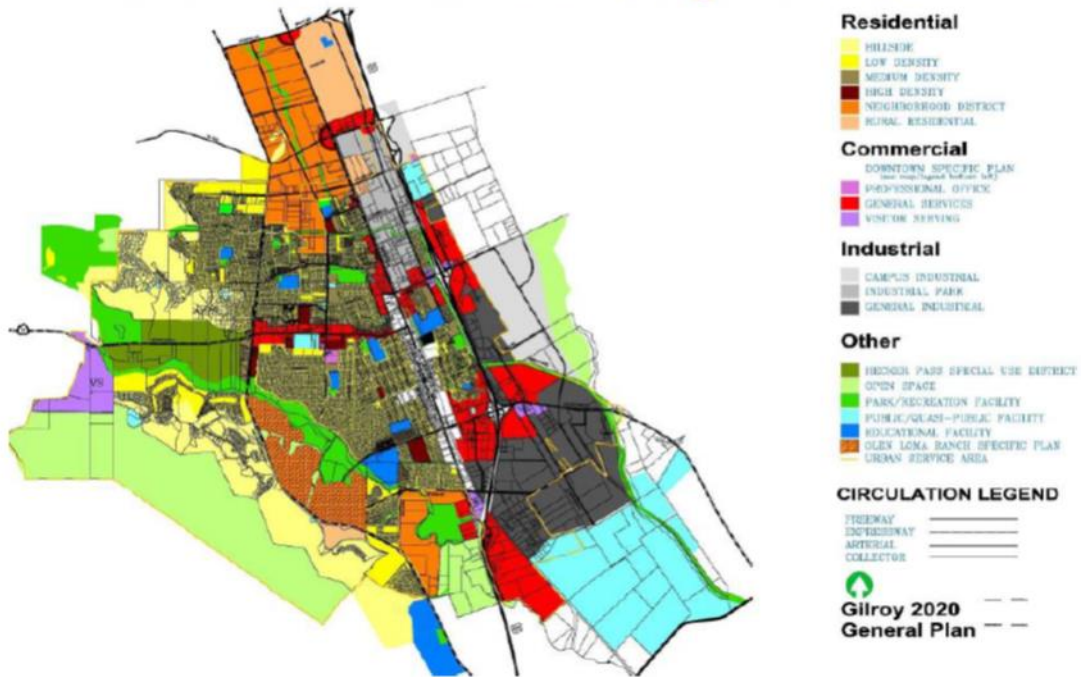 Residential
HILLSIDE
LOW DENSITY
MEDIUM DENSITY
HIGH DENSITY
NEIGHBORHOOD DISTRICT
RURAL RESIDENTIAL
Commercial
DOWNTOWN SPECIFIC PLAN
PROFESSIONAL OFFICE
GENERAL SERVICES
VISITOR SERVING
Industrial
CAMPUS INDUSTRIAL
INDUSTRIAL PARK
GENERAL INDUSTRIAL
Other
HECKER PASS SPECIAL USE DISTRICT
OPEN SPACE
PARK/RECREATION FACILITY
PUBLIC/QUASI-PUBLIC FACILITY
EDUCATIONAL FACILITY
GLEN LOMA RANCH SPECIFIC PLAN
URBAN SERVICE AREA
CIRCULATION LEGEND
FREEWAY
EXPRESSWAY
ARTERIAL
COLLECTOR
Gilroy 2020
General Plan